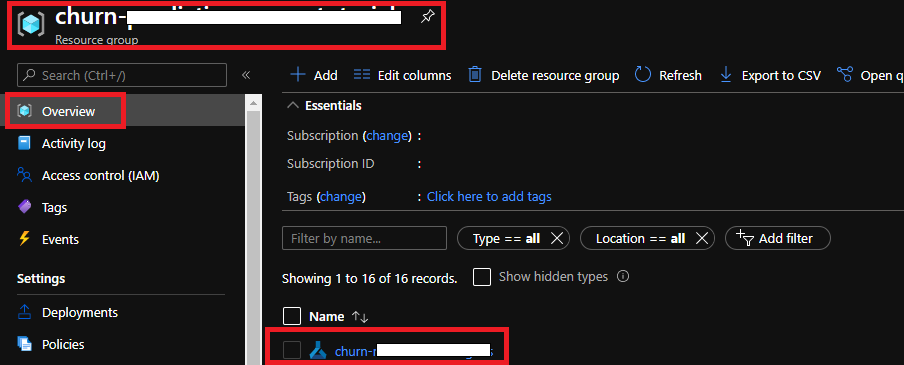 churn-
Resource group
Search (Ctrl+/)
«
Add
Edit columns
Delete resource group
Refresh
Export to CSV
Open q
Overview
Activity log
Access control (IAM)
Tags
Events
Settings
Deployments
Policies
Essentials
Subscription (change) :
Subscription ID :
Tags (change) : Click here to add tags
Filter by name...
Type == all
Location == all
Add filter
Showing 1 to 16 of 16 records.
Show hidden types
Name ↑↓
churn-